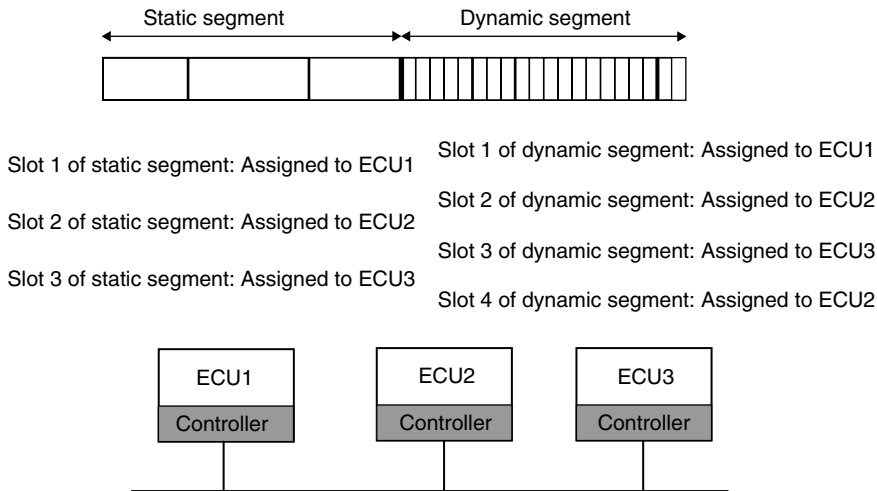 Static segment
Dynamic segment
Slot 1 of static segment: Assigned to ECU1
Slot 2 of static segment: Assigned to ECU2
Slot 3 of static segment: Assigned to ECU3
Slot 1 of dynamic segment: Assigned to ECU1
Slot 2 of dynamic segment: Assigned to ECU2
Slot 3 of dynamic segment: Assigned to ECU3
Slot 4 of dynamic segment: Assigned to ECU2
ECU1
Controller
ECU2
Controller
ECU3
Controller